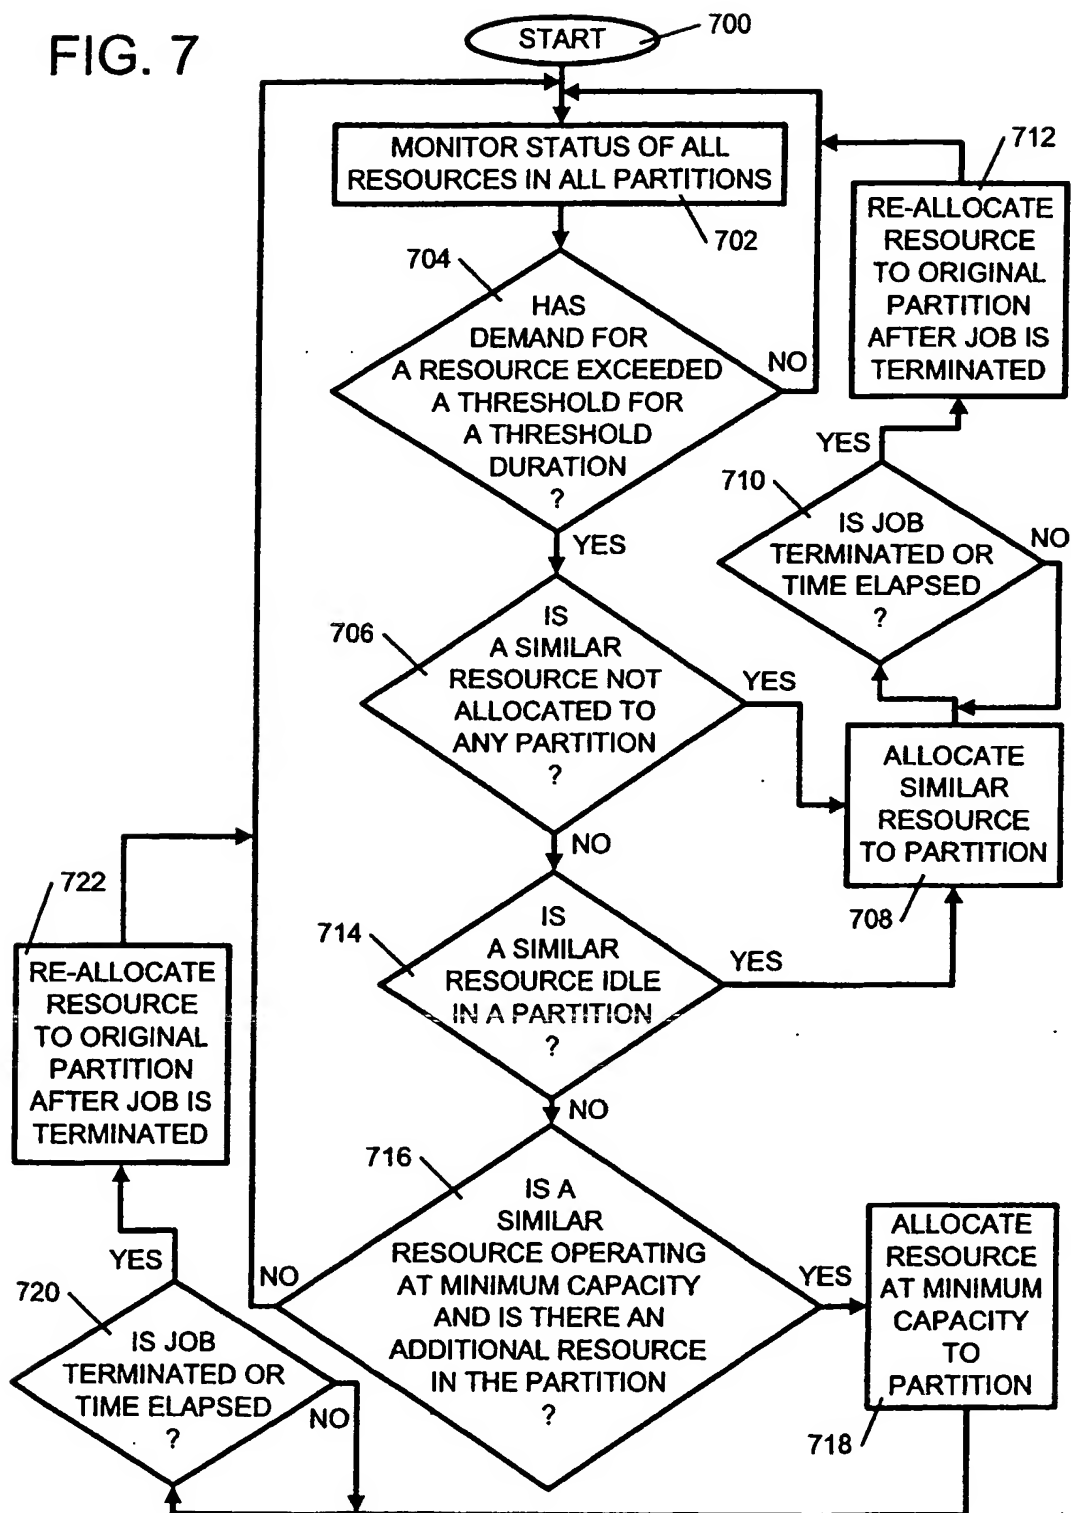 FIG. 7
START
700
MONITOR STATUS OF ALL
RESOURCES IN ALL PARTITIONS
702
704
HAS
DEMAND FOR
A RESOURCE EXCEEDED
A THRESHOLD FOR
A THRESHOLD
DURATION
?
NO
YES
712
RE-ALLOCATE
RESOURCE
TO ORIGINAL
PARTITION
AFTER JOB IS
TERMINATED
YES
710
IS JOB
TERMINATED OR
TIME ELAPSED
?
NO
706
IS
A SIMILAR
RESOURCE NOT
ALLOCATED TO
ANY PARTITION
?
YES
NO
ALLOCATE
SIMILAR
RESOURCE
TO PARTITION
708
714
IS
A SIMILAR
RESOURCE IDLE
IN A PARTITION
?
YES
NO
722
RE-ALLOCATE
RESOURCE
TO ORIGINAL
PARTITION
AFTER JOB IS
TERMINATED
716
IS A
SIMILAR
RESOURCE OPERATING
AT MINIMUM CAPACITY
AND IS THERE AN
ADDITIONAL RESOURCE
IN THE PARTITION
?
NO
YES
ALLOCATE
RESOURCE
AT MINIMUM
CAPACITY
TO
PARTITION
718
YES
720
IS JOB
TERMINATED OR
TIME ELAPSED
?
NO